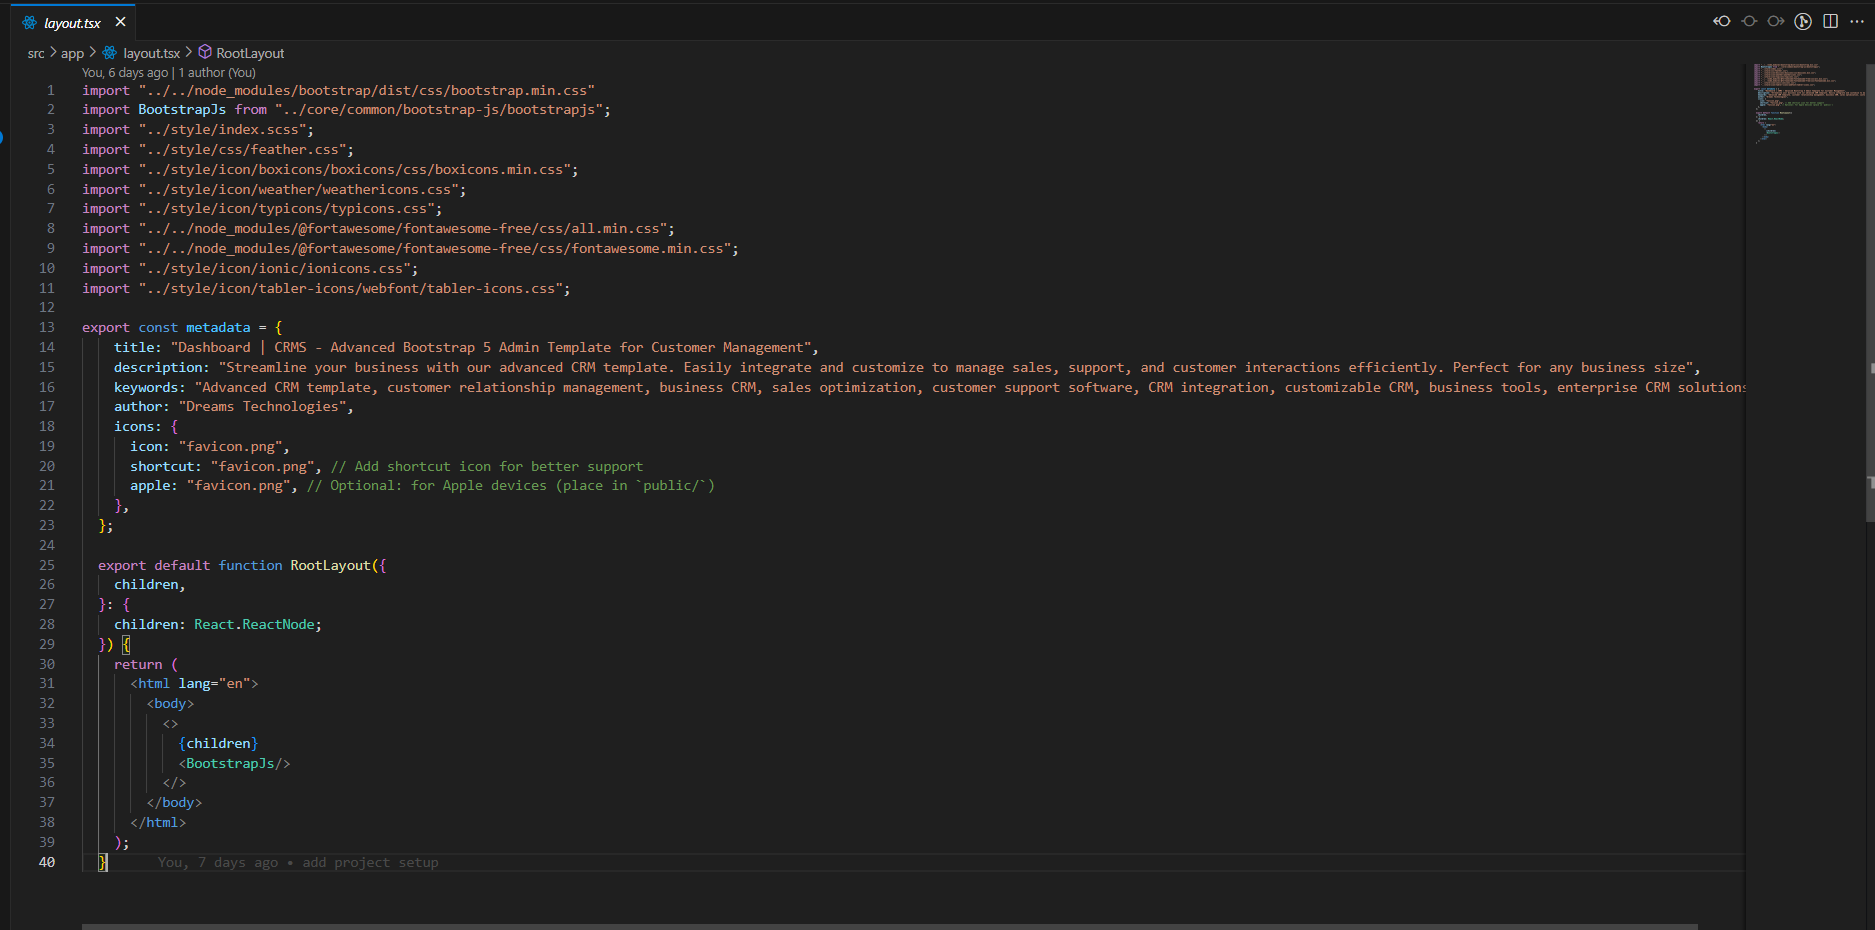 layout.tsx
src > app > layout.tsx > RootLayout
You, 6 days ago | 1 author (You)
1 import "../../node_modules/bootstrap/dist/css/bootstrap.min.css"
2 import BootstrapJs from "../core/common/bootstrap-js/bootstrapjs";
3 import "../style/index.scss";
4 import "../style/css/feather.css";
5 import "../style/icon/boxicons/boxicons/css/boxicons.min.css";
6 import "../style/icon/weather/weathericons.css";
7 import "../style/icon/typicons/typicons.css";
8 import "../../node_modules/@fortawesome/fontawesome-free/css/all.min.css";
9 import "../../node_modules/@fortawesome/fontawesome-free/css/fontawesome.min.css";
10 import "../style/icon/ionic/ionicons.css";
11 import "../style/icon/tabler-icons/webfont/tabler-icons.css";
12
13 export const metadata = {
14 title: "Dashboard | CRMS - Advanced Bootstrap 5 Admin Template for Customer Management",
15 description: "Streamline your business with our advanced CRM template. Easily integrate and customize to manage sales, support, and customer interactions efficiently. Perfect for any business size",
16 keywords: "Advanced CRM template, customer relationship management, business CRM, sales optimization, customer support software, CRM integration, customizable CRM, business tools, enterprise CRM solutions
17 author: "Dreams Technologies",
18 icons: {
19 icon: "favicon.png",
20 shortcut: "favicon.png", // Add shortcut icon for better support
21 apple: "favicon.png", // Optional: for Apple devices (place in `public/`)
22 },
23 };
24
25 export default function RootLayout({
26 children,
27 }: {
28 children: React.ReactNode;
29 }) {
30 return (
31 <html lang="en">
32 <body>
33 <>
34 {children}
35 <BootstrapJs/>
36 </>
37 </body>
38 </html>
39 );
40 } You, 7 days ago • add project setup